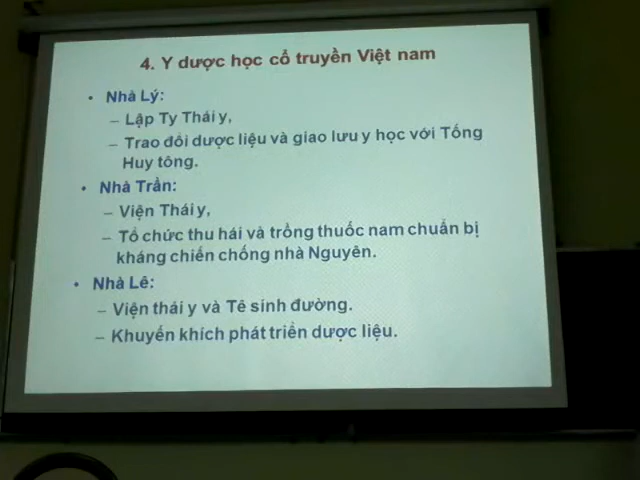 4. Y dược học cổ truyền Việt nam
• Nhà Lý:
– Lập Ty Thái y,
– Trao đổi dược liệu và giao lưu y học với Tống
Huy tông.
• Nhà Trần:
– Viện Thái y,
– Tổ chức thu hái và trồng thuốc nam chuẩn bị
kháng chiến chống nhà Nguyên.
• Nhà Lê:
– Viện thái y và Tê sinh đường.
– Khuyến khích phát triển dược liệu.